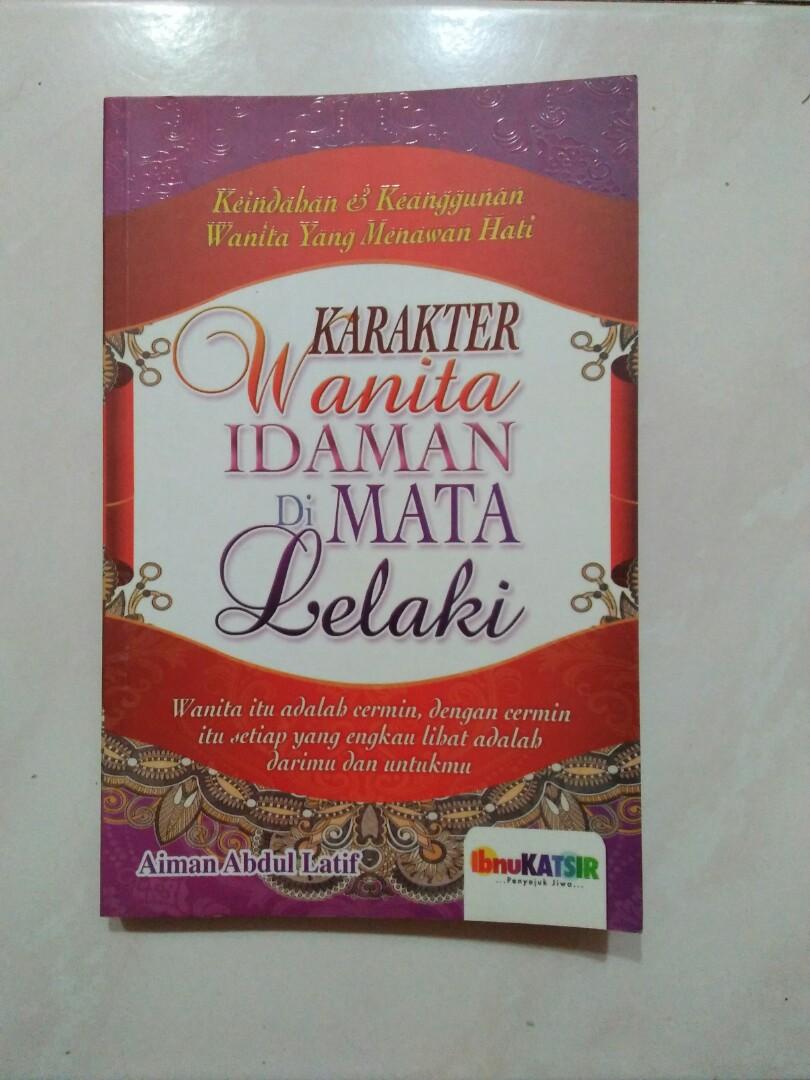 Keindahan & Keanggunan
Wanita Yang Menawan Hati
KARAKTER
Wanita
IDAMAN
Di MATA
Lelaki
Wanita itu adalah cermin, dengan cermin
itu setiap yang engkau lihat adalah
darimu dan untukmu
Aiman Abdul Latif
IbnuKATSIR
...Penyejuk Jiwa...